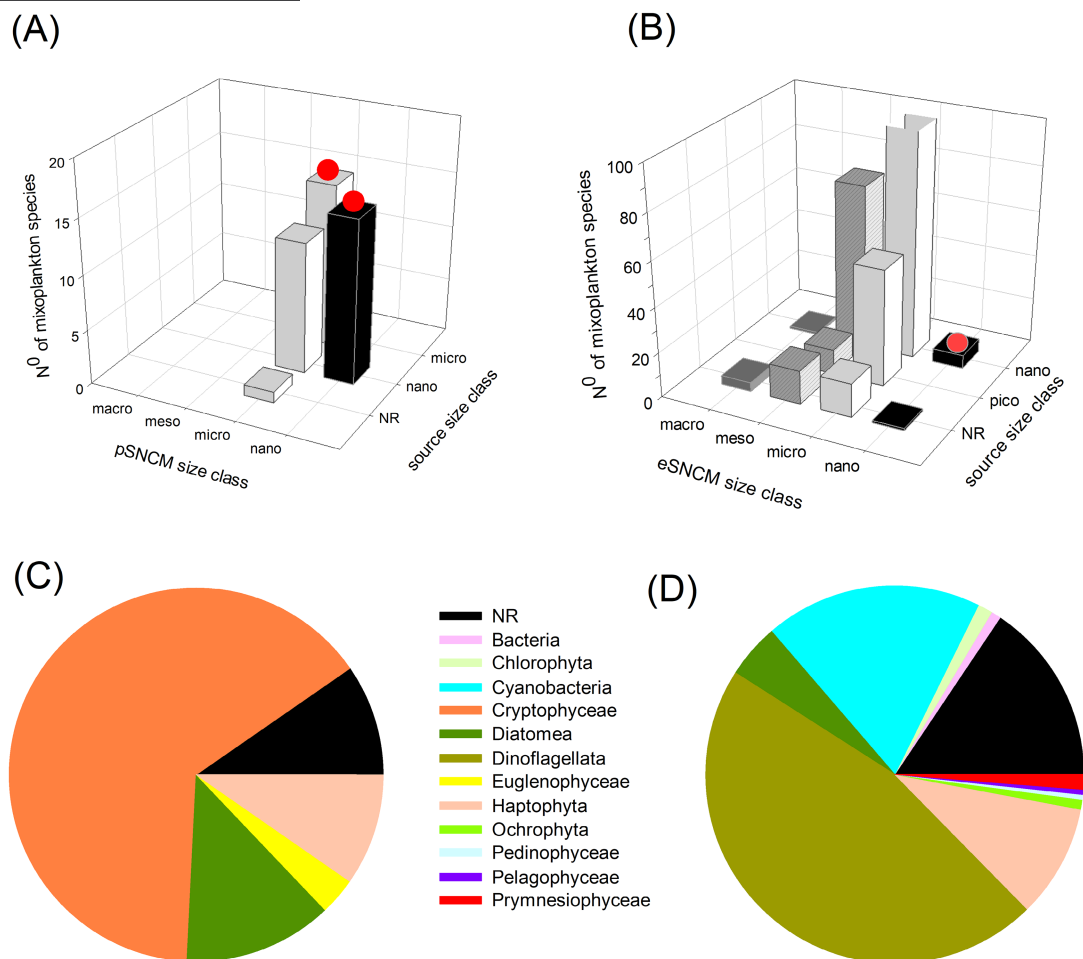 (A)
(B)
N⁰ of mixoplankton species
20
15
10
5
0
macro
meso
micro
nano
pSNCM size class
NR
nano
micro
source size class
N⁰ of mixoplankton species
100
80
60
40
20
0
macro
meso
micro
nano
eSNCM size class
NR
pico
nano
source size class
(C)
(D)
NR
Bacteria
Chlorophyta
Cyanobacteria
Cryptophyceae
Diatomea
Dinoflagellata
Euglenophyceae
Haptophyta
Ochrophyta
Pedinophyceae
Pelagophyceae
Prymnesiophyceae